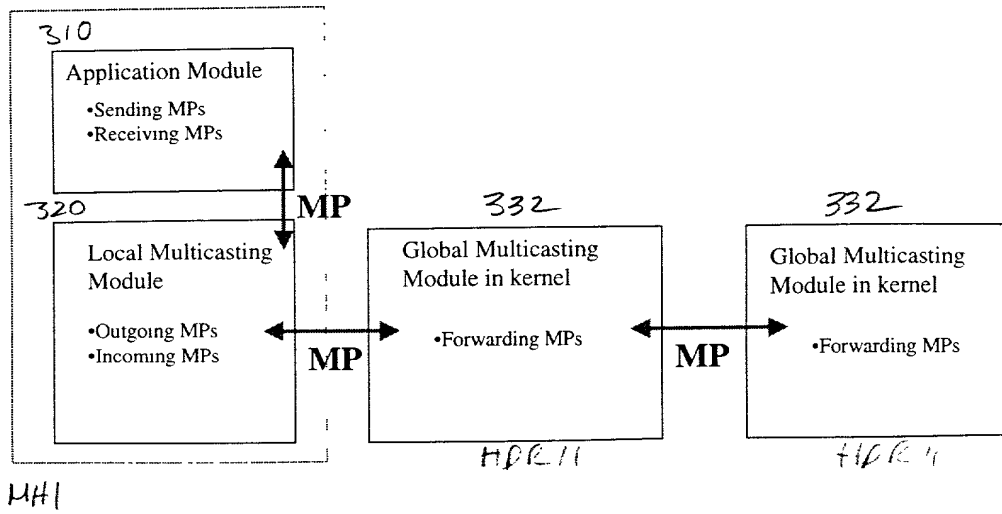 310
Application Module
•Sending MPs
•Receiving MPs
320
MP
Local Multicasting
Module
•Outgoing MPs
•Incoming MPs
MP
332
Global Multicasting
Module in kernel
•Forwarding MPs
MP
332
Global Multicasting
Module in kernel
•Forwarding MPs
HDR11
MH1